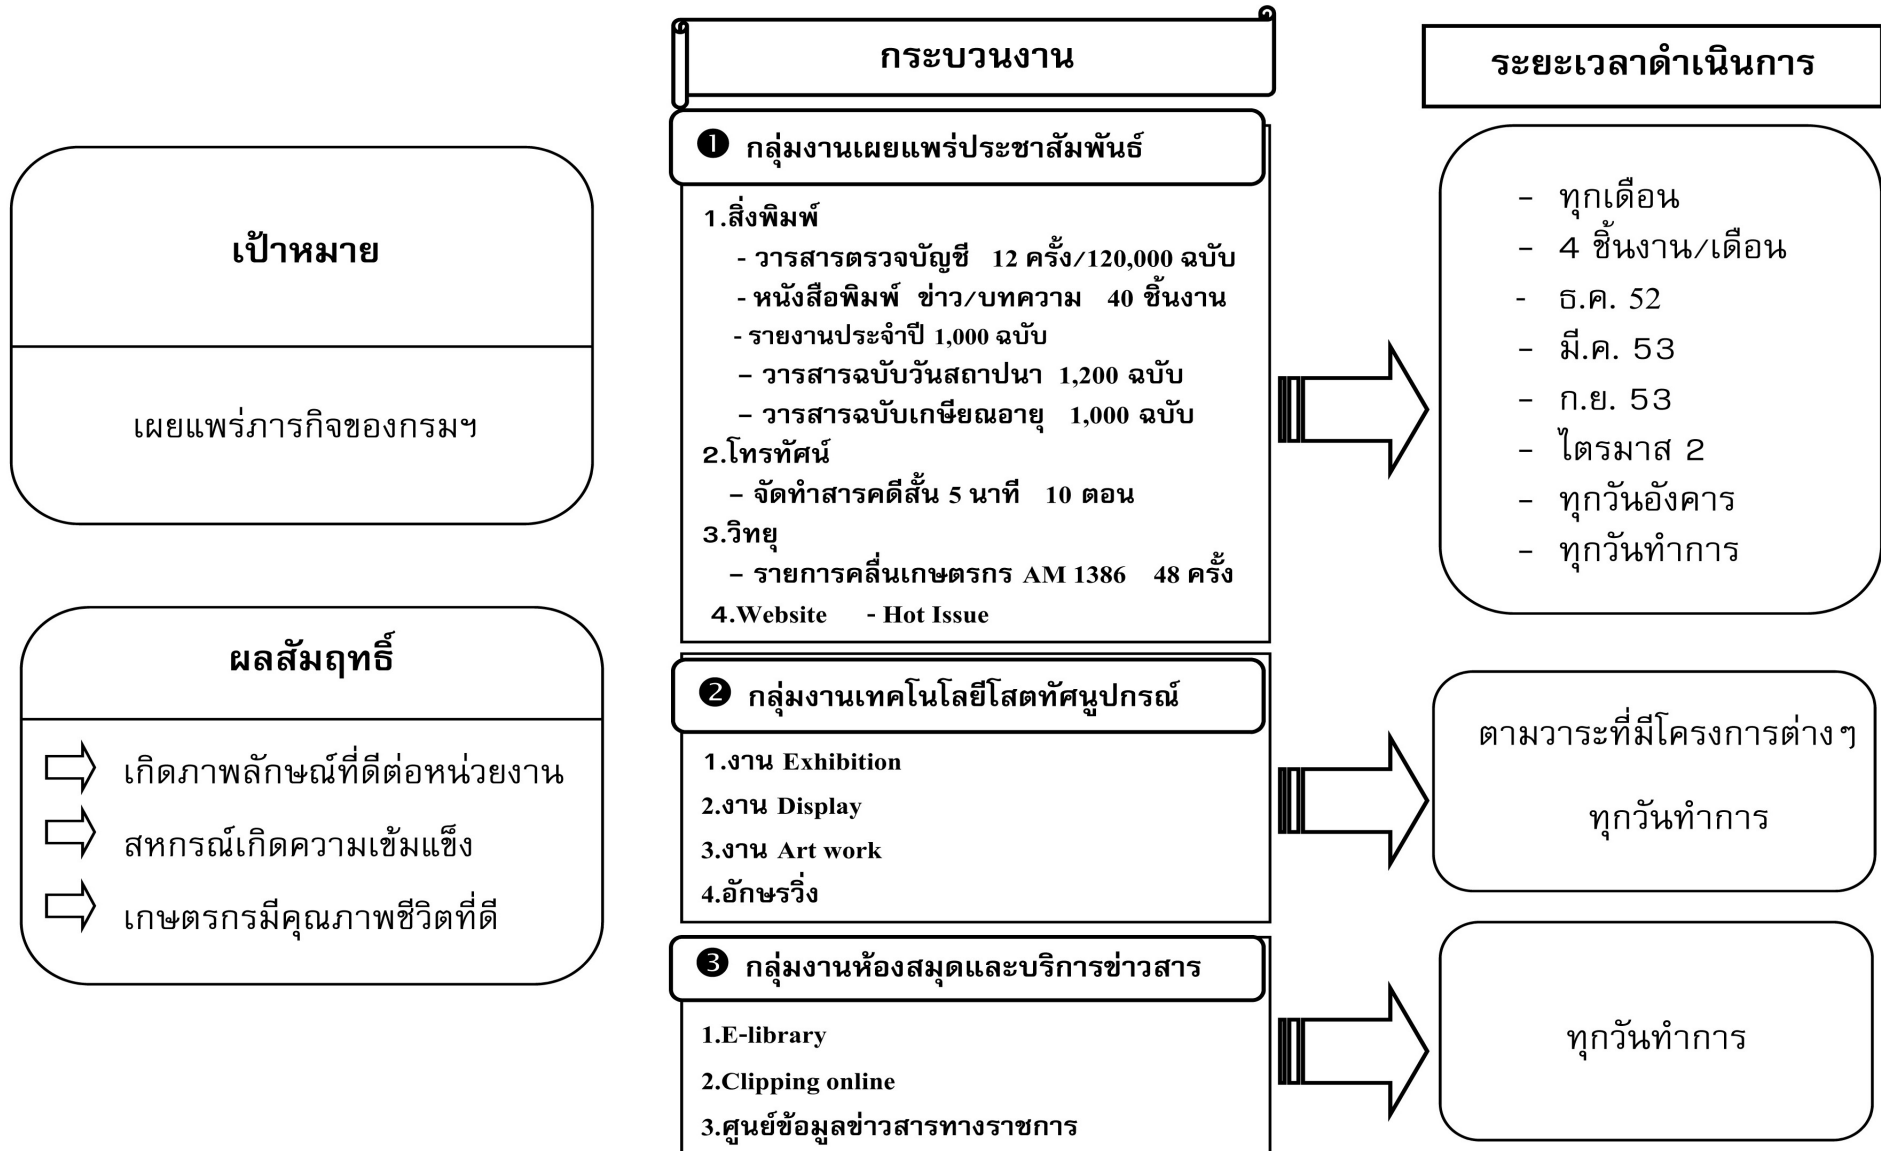 เป้าหมาย
เผยแพร่ภารกิจของกรมฯ
ผลสัมฤทธิ์
เกิดภาพลักษณ์ที่ดีต่อหน่วยงาน
สหกรณ์เกิดความเข้มแข็ง
เกษตรกรมีคุณภาพชีวิตที่ดี
กระบวนงาน
❶ กลุ่มงานเผยแพร่ประชาสัมพันธ์
1.สิ่งพิมพ์
- วารสารตรวจบัญชี 12 ครั้ง/120,000 ฉบับ
- หนังสือพิมพ์ ข่าว/บทความ 40 ชิ้นงาน
- รายงานประจำปี 1,000 ฉบับ
– วารสารฉบับวันสถาปนา 1,200 ฉบับ
– วารสารฉบับเกษียณอายุ 1,000 ฉบับ
2.โทรทัศน์
– จัดทำสารคดีสั้น 5 นาที 10 ตอน
3.วิทยุ
– รายการคลื่นเกษตรกร AM 1386 48 ครั้ง
4.Website - Hot Issue
❷ กลุ่มงานเทคโนโลยีโสตทัศนูปกรณ์
1.งาน Exhibition
2.งาน Display
3.งาน Art work
4.อักษรวิ่ง
❸ กลุ่มงานห้องสมุดและบริการข่าวสาร
1.E-library
2.Clipping online
3.ศูนย์ข้อมูลข่าวสารทางราชการ
ระยะเวลาดำเนินการ
– ทุกเดือน
– 4 ชิ้นงาน/เดือน
- ธ.ค. 52
– มี.ค. 53
– ก.ย. 53
– ไตรมาส 2
– ทุกวันอังคาร
– ทุกวันทำการ
ตามวาระที่มีโครงการต่างๆ
ทุกวันทำการ
ทุกวันทำการ